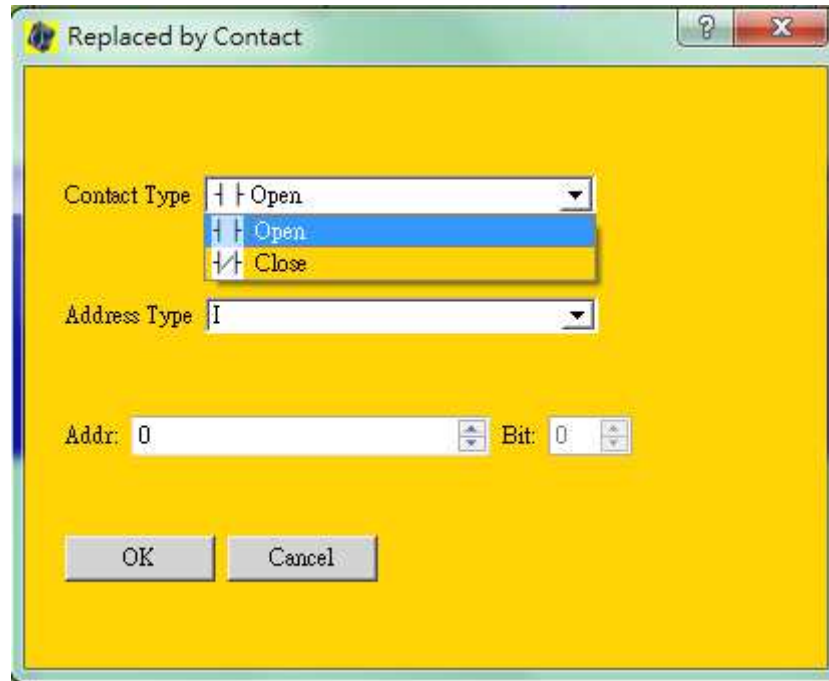 Replaced by Contact
Contact Type Open
Open
Close
Address Type I
Addr: 0 Bit: 0
OK Cancel